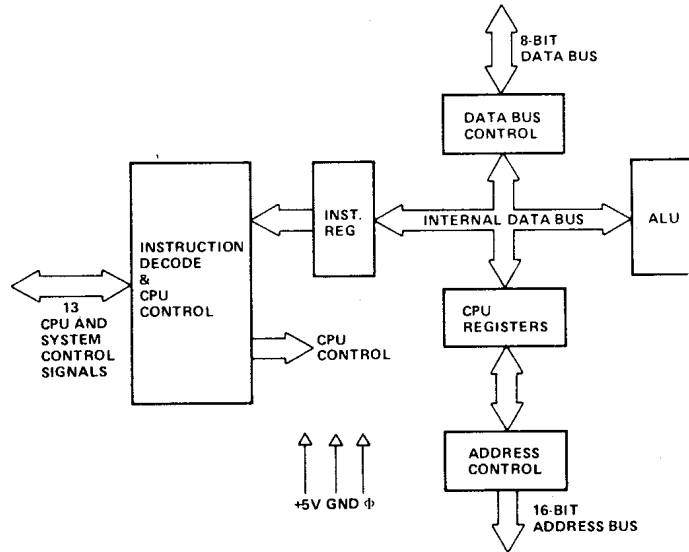 8-BIT
DATA BUS
DATA BUS
CONTROL
INST.
REG
INTERNAL DATA BUS
ALU
INSTRUCTION
DECODE
&
CPU
CONTROL
13
CPU AND
SYSTEM
CONTROL
SIGNALS
CPU
CONTROL
CPU
REGISTERS
ADDRESS
CONTROL
+5V GND Φ
16-BIT
ADDRESS BUS